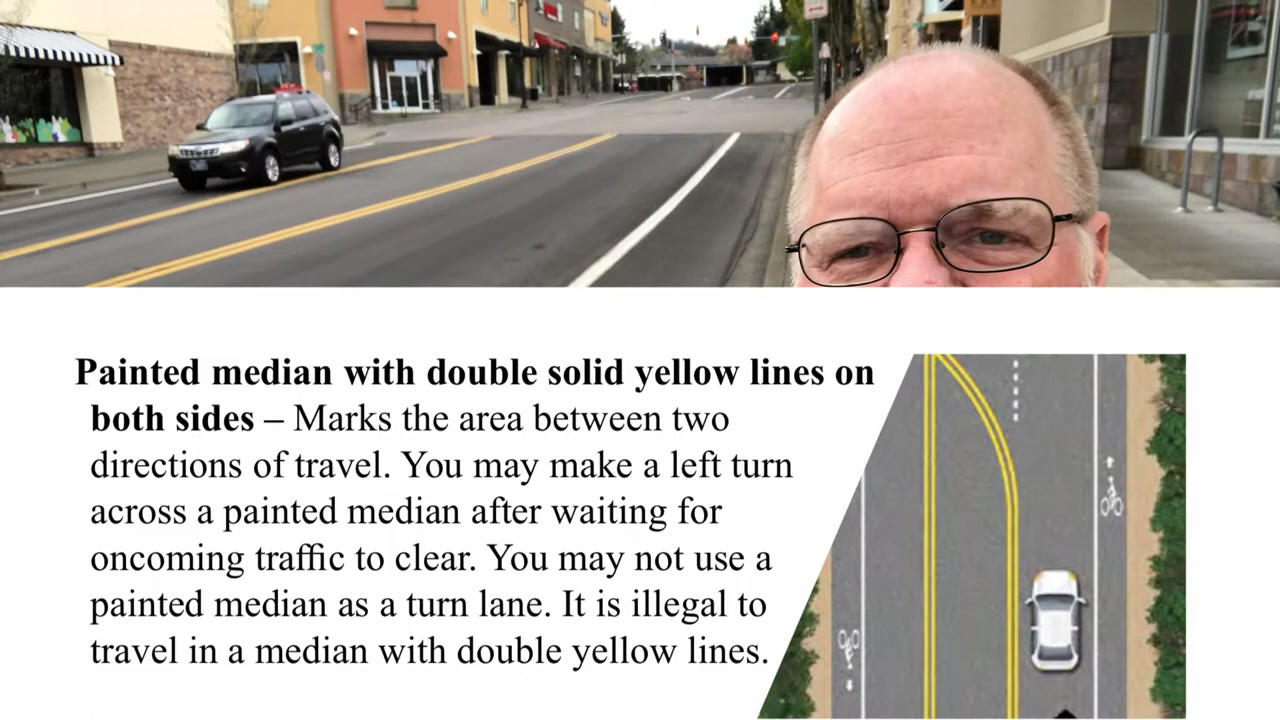 Painted median with double solid yellow lines on
both sides – Marks the area between two
directions of travel. You may make a left turn
across a painted median after waiting for
oncoming traffic to clear. You may not use a
painted median as a turn lane. It is illegal to
travel in a median with double yellow lines.